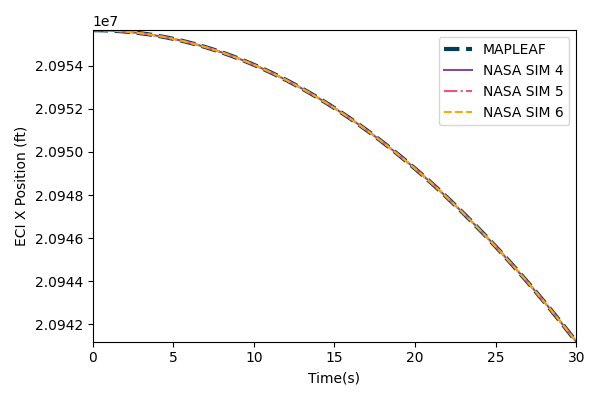 1e7
2.0954
2.0952
2.0950
2.0948
2.0946
2.0944
2.0942
ECI X Position (ft)
MAPLEAF
NASA SIM 4
NASA SIM 5
NASA SIM 6
0 5 10 15 20 25 30
Time(s)